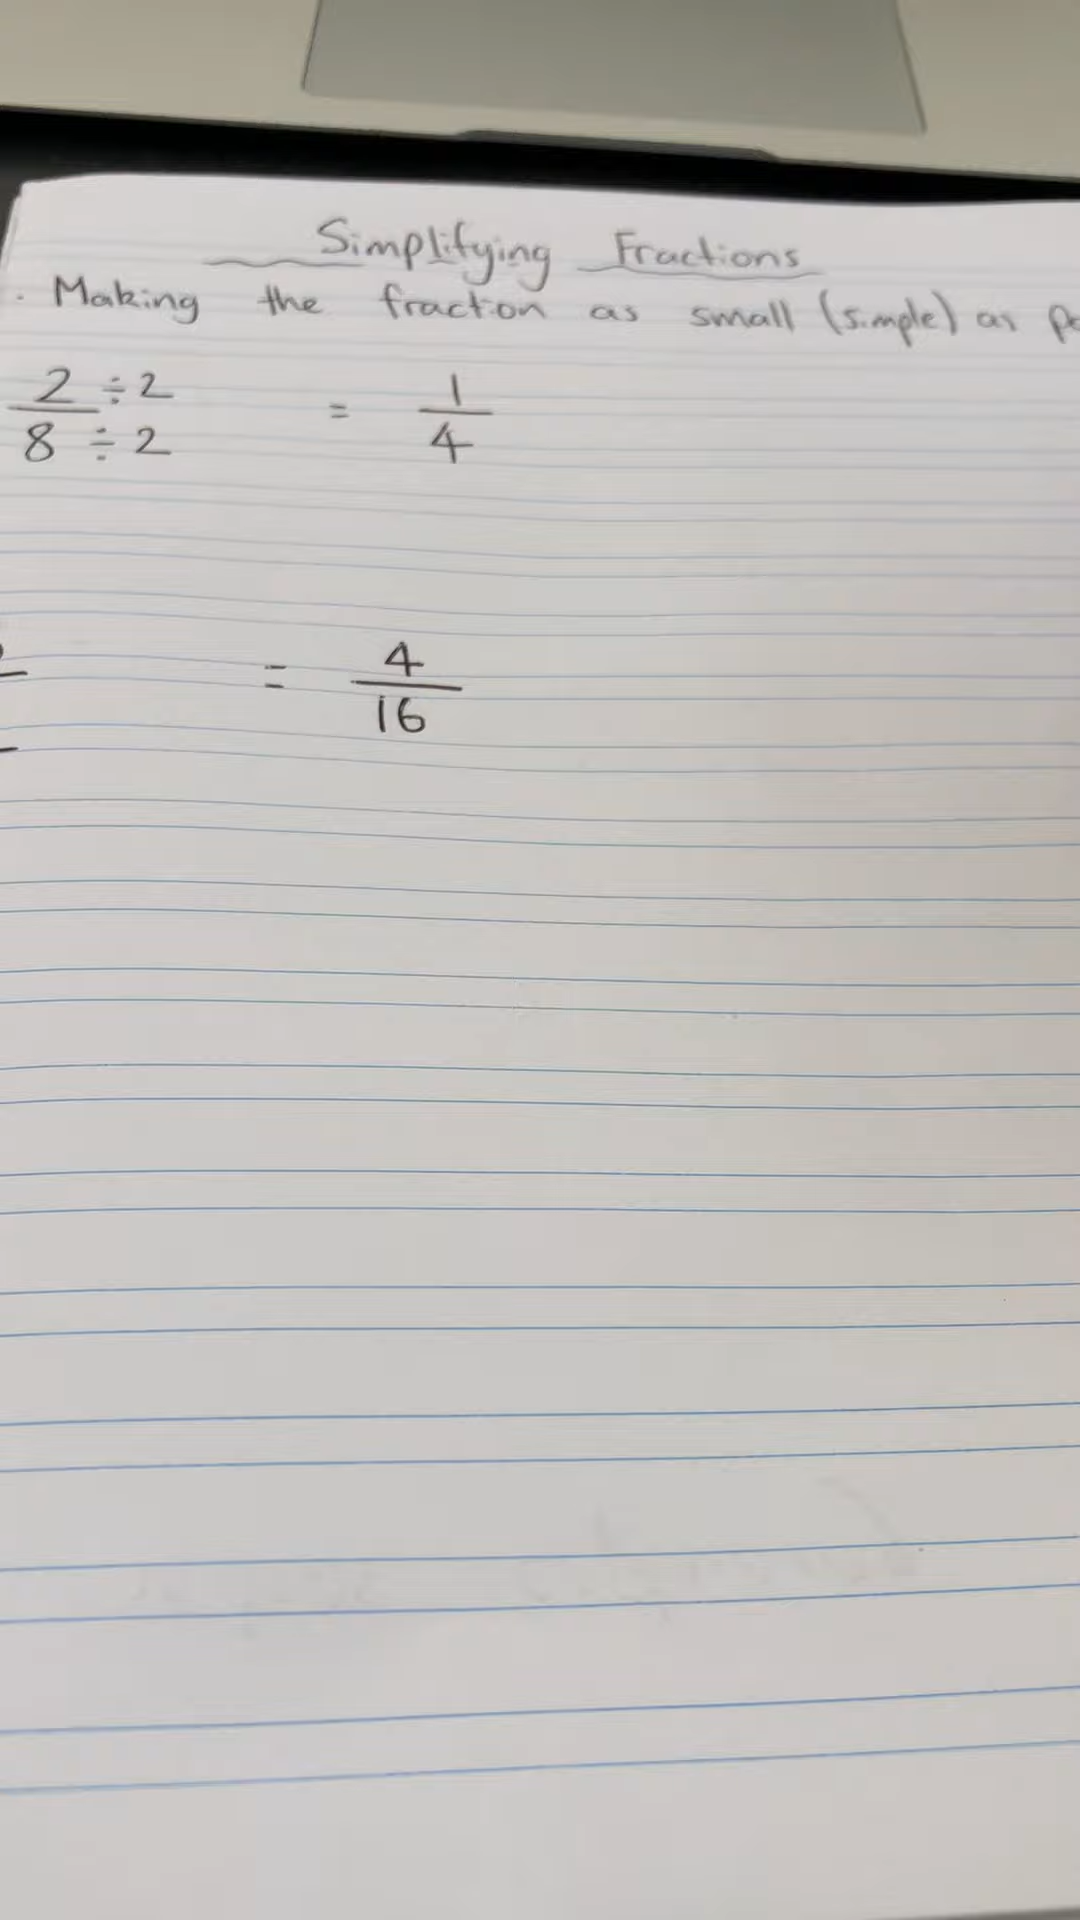 Simplifying Fractions
. Making the fraction as small (simple) as
2 ÷2 = 1
8 ÷ 2 4
= 4
16